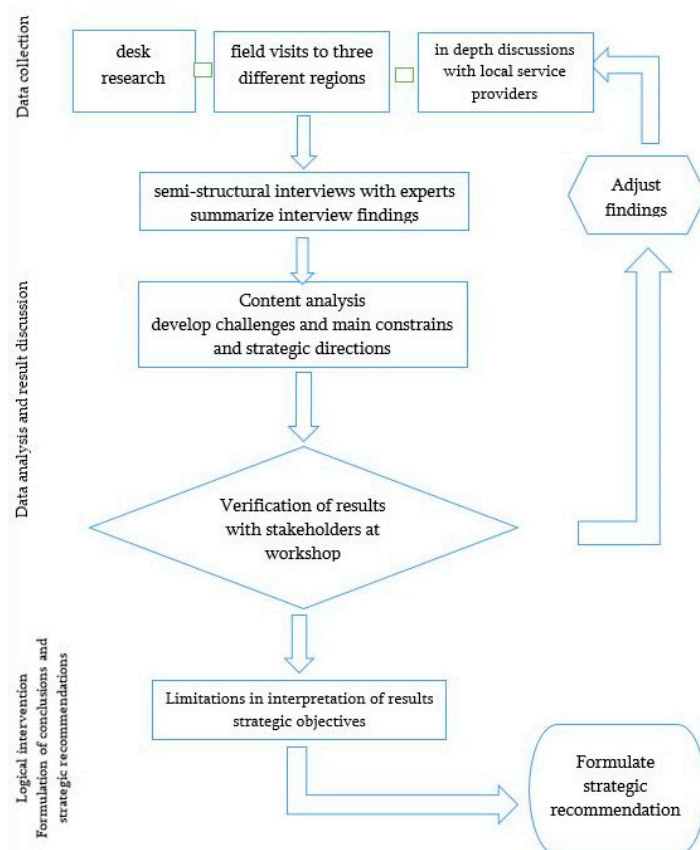 Data collection
desk
research
field visits to three
different regions
in depth discussions
with local service
providers
Adjust
findings
semi-structural interviews with experts
summarize interview findings
Data analysis and result discussion
Content analysis
develop challenges and main constrains
and strategic directions
Verification of results
with stakeholders at
workshop
Logical intervention
Formulation of conclusions and
strategic recommendations
Limitations in interpretation of results
strategic objectives
Formulate
strategic
recommendation